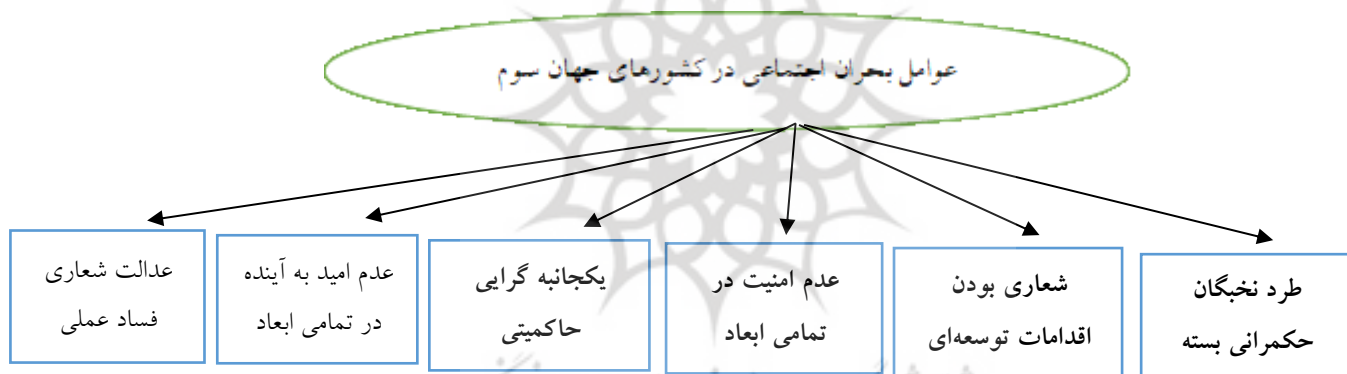 عوامل بحران اجتماعی در کشورهای جهان سوم
طرد نخبگان
حکمرانی بسته
شعاری بودن
اقدامات توسعه‌ای
عدم امنیت در
تمامی ابعاد
یکجانبه گرایی
حاکمیتی
عدم امید به آینده
در تمامی ابعاد
عدالت شعاری
فساد عملی